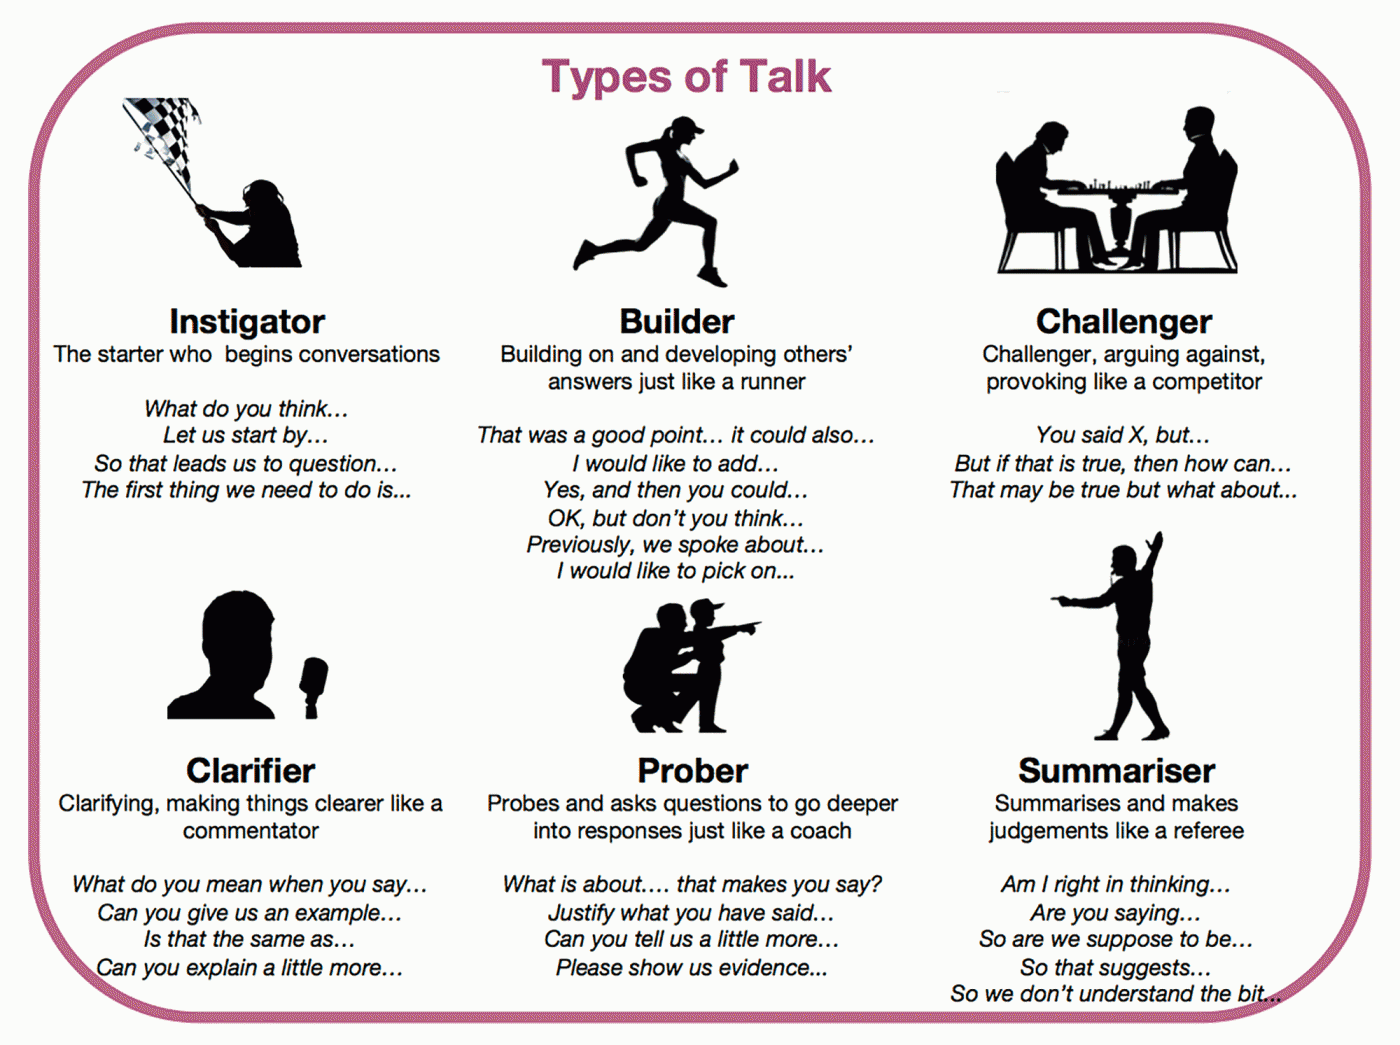 Types of Talk
Instigator
The starter who  begins conversations
What do you think…
Let us start by…
So that leads us to question…
The first thing we need to do is...
Builder
Building on and developing others’
answers just like a runner
That was a good point… it could also…
I would like to add…
Yes, and then you could…
OK, but don’t you think…
Previously, we spoke about…
I would like to pick on...
Challenger
Challenger, arguing against,
provoking like a competitor
You said X, but…
But if that is true, then how can…
That may be true but what about...
Clarifier
Clarifying, making things clearer like a
commentator
What do you mean when you say…
Can you give us an example…
Is that the same as…
Can you explain a little more…
Prober
Probes and asks questions to go deeper
into responses just like a coach
What is about…. that makes you say?
Justify what you have said…
Can you tell us a little more…
Please show us evidence...
Summariser
Summarises and makes
judgements like a referee
Am I right in thinking…
Are you saying…
So are we suppose to be…
So that suggests…
So we don’t understand the bit...